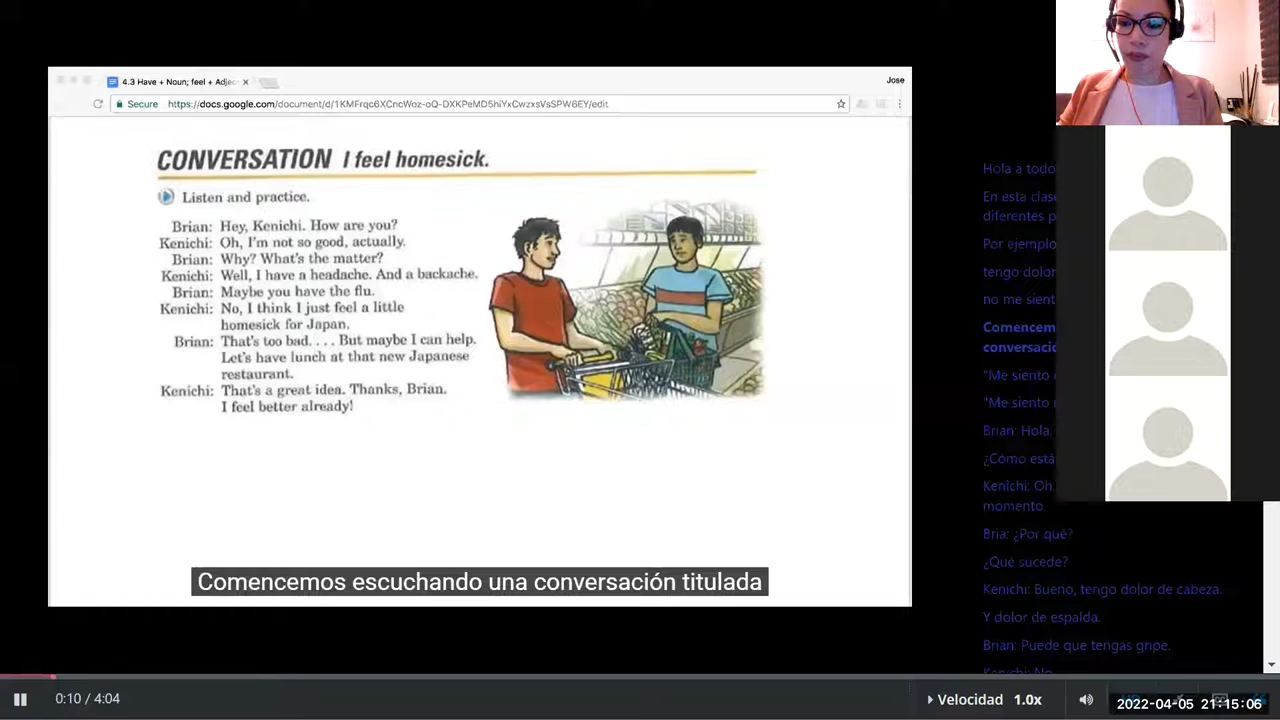 4.3 Have + Noun; feel + Adjec
Jose
Secure https://docs.google.com/document/d/1KMFrqc6XCncWoz-oQ-DXKPeMD5hiYxCwzxsVsSPW8EY/edit
CONVERSATION I feel homesick.
Listen and practice.
Brian: Hey, Kenichi. How are you?
Kenichi: Oh, I'm not so good, actually.
Brian: Why? What's the matter?
Kenichi: Well, I have a headache. And a backache.
Brian: Maybe you have the flu.
Kenichi: No, I think I just feel a little
homesick for Japan.
Brian: That's too bad. . . . But maybe I can help.
Let's have lunch at that new Japanese
restaurant.
Kenichi: That's a great idea. Thanks, Brian.
I feel better already!
Comencemos escuchando una conversación titulada
Hola a todo
En esta clas
diferentes p
Por ejemplo
tengo dolor
no me sient
Comencem
conversació
"Me siento
"Me siento
Brian: Hola,
¿Cómo está
Kenichi: Oh
momento.
Bria: ¿Por qué?
¿Qué sucede?
Kenichi: Bueno, tengo dolor de cabeza.
Y dolor de espalda.
Brian: Puede que tengas gripe.
Kenichi: No
0:10 / 4:04
Velocidad 1.0x
2022-04-05 21:15:06